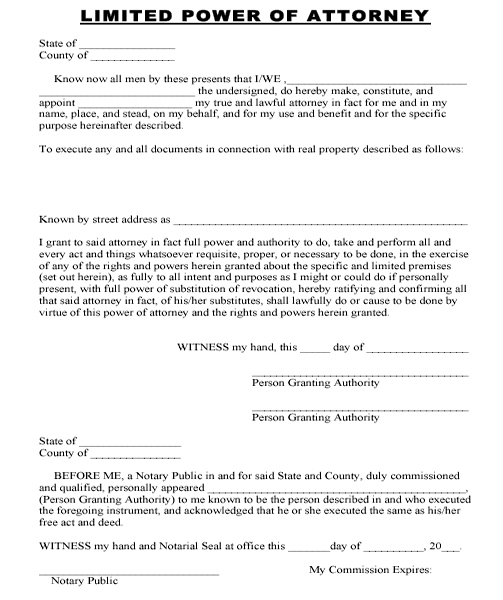 LIMITED POWER OF ATTORNEY
State of _________________
County of ______________
Know now all men by these presents that I/WE ,________________________________
____________________________ the undersigned, do hereby make, constitute, and
appoint ____________________ my true and lawful attorney in fact for me and in my
name, place, and stead, on my behalf, and for my use and benefit and for the specific
purpose hereinafter described.
To execute any and all documents in connection with real property described as follows:
Known by street address as ____________________________________________________
I grant to said attorney in fact full power and authority to do, take and perform all and
every act and things whatsoever requisite, proper, or necessary to be done, in the exercise
of any of the rights and powers herein granted about the specific and limited premises
(set out herein), as fully to all intent and purposes as I might or could do if personally
present, with full power of substitution of revocation, hereby ratifying and confirming all
that said attorney in fact, of his/her substitutes, shall lawfully do or cause to be done by
virtue of this power of attorney and the rights and powers herein granted.
WITNESS my hand, this _____ day of __________________
______________________________________
Person Granting Authority
______________________________________
Person Granting Authority
State of __________________
County of ________________
BEFORE ME, a Notary Public in and for said State and County, duly commissioned
and qualified, personally appeared ______________________________________________,
(Person Granting Authority) to me known to be the person described in and who executed
the foregoing instrument, and acknowledged that he or she executed the same as his/her
free act and deed.
WITNESS my hand and Notarial Seal at office this _______day of ___________, 20___.
________________________________ My Commission Expires:
Notary Public